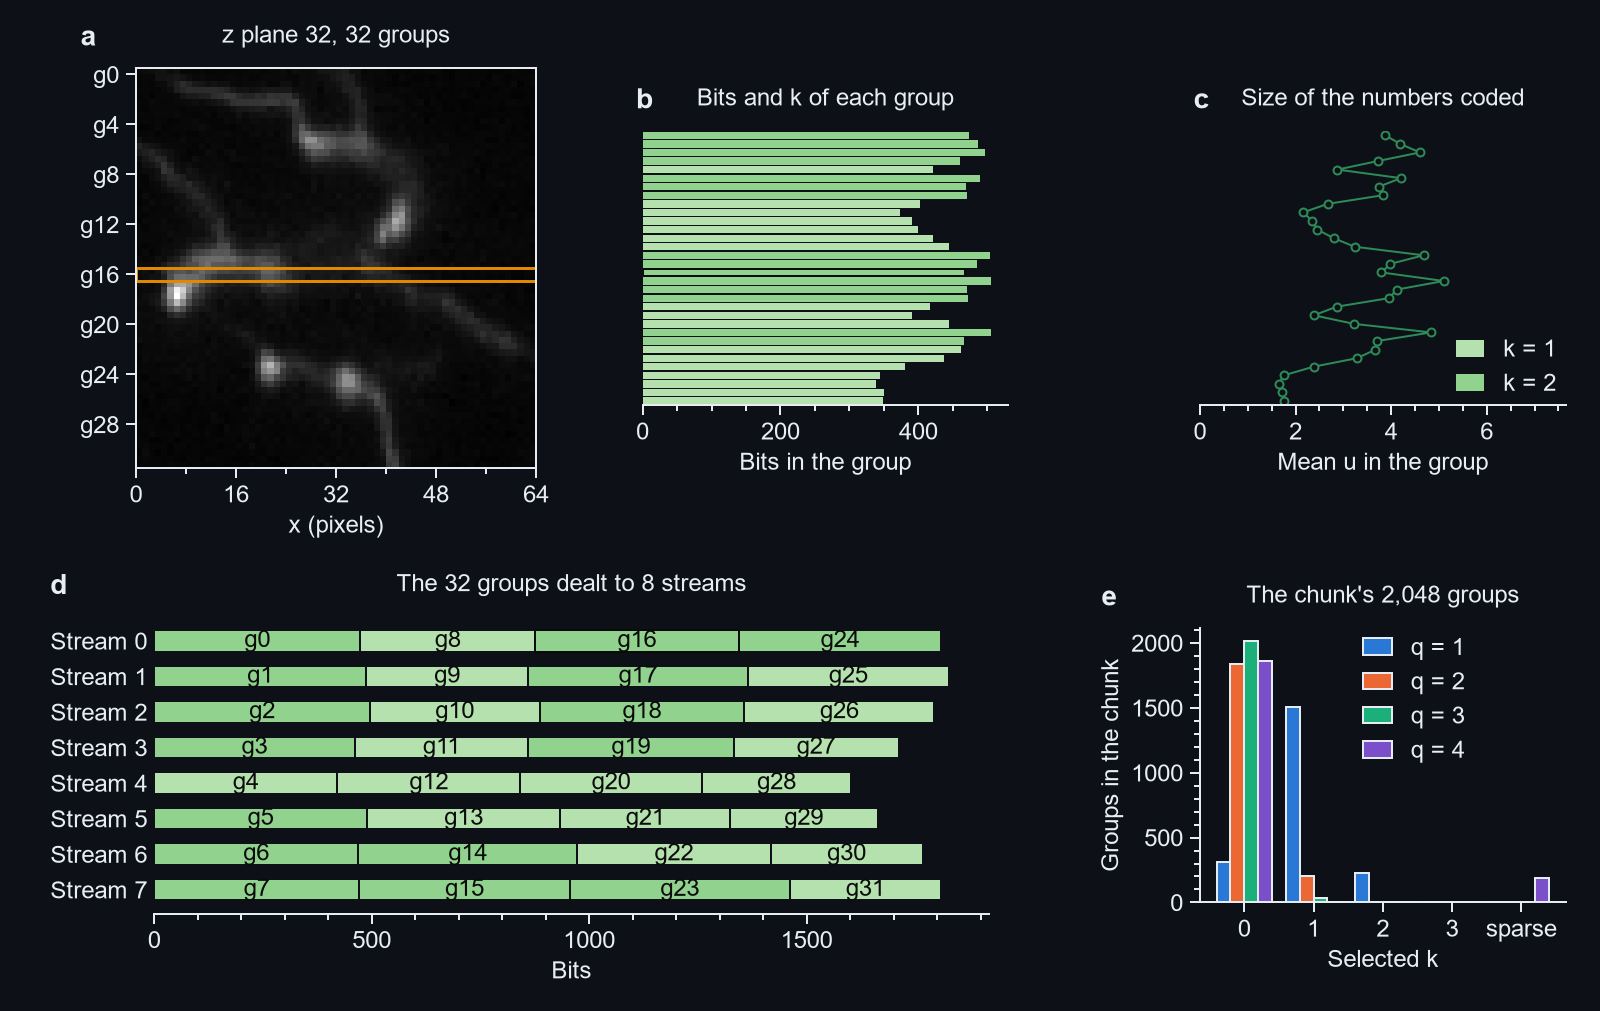 a
z plane 32, 32 groups
g0
g4
g8
g12
g16
g20
g24
g28
0 16 32 48 64
x (pixels)
b
Bits and k of each group
0 200 400
Bits in the group
c
Size of the numbers coded
k = 1
k = 2
0 2 4 6
Mean u in the group
d
The 32 groups dealt to 8 streams
Stream 0 g0 g8 g16 g24
Stream 1 g1 g9 g17 g25
Stream 2 g2 g10 g18 g26
Stream 3 g3 g11 g19 g27
Stream 4 g4 g12 g20 g28
Stream 5 g5 g13 g21 g29
Stream 6 g6 g14 g22 g30
Stream 7 g7 g15 g23 g31
0 500 1000 1500
Bits
e
The chunk's 2,048 groups
Groups in the chunk
2000
1500
1000
500
0
q = 1
q = 2
q = 3
q = 4
0 1 2 3 sparse
Selected k